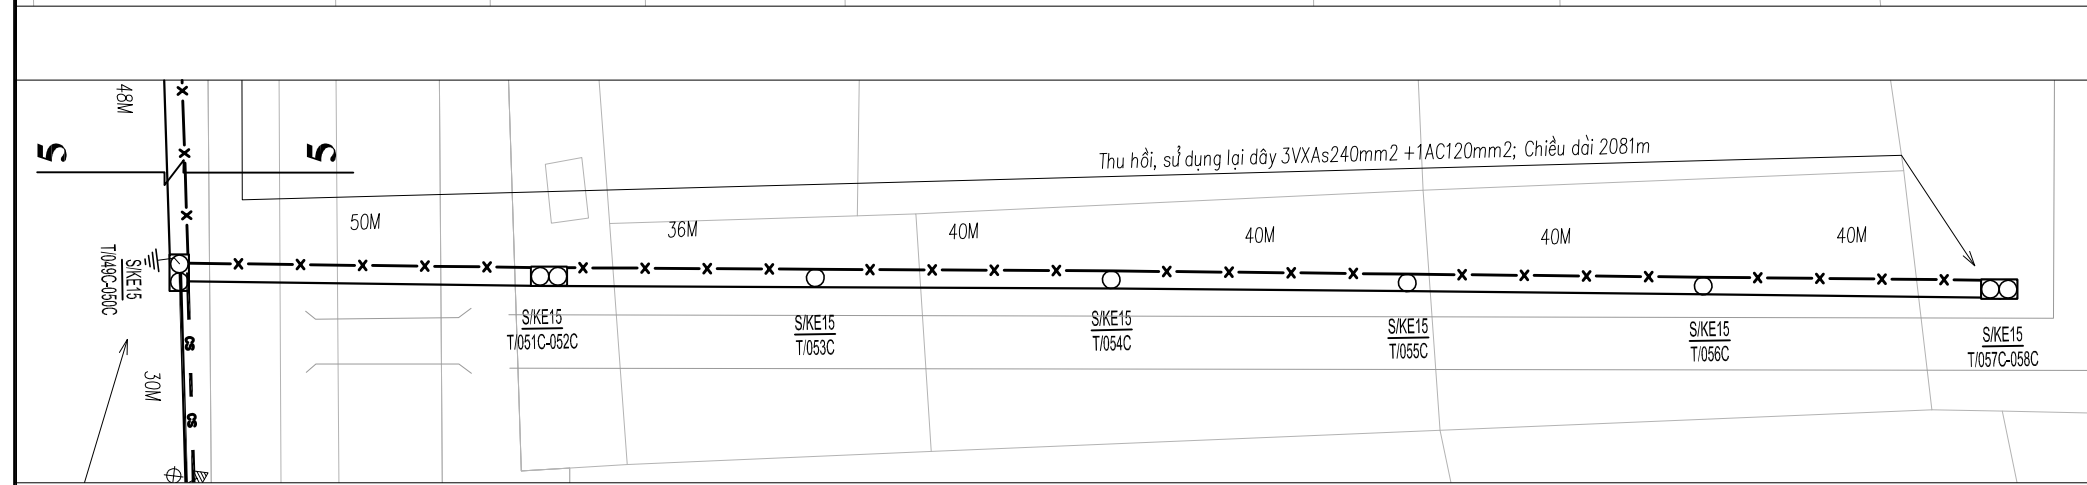 48M
5
5
Thu hồi, sử dụng lại dây 3VXAs240mm2 +1AC120mm2; Chiều dài 2081m
50M
36M
40M
40M
40M
40M
S/KE15
T/049C-050C
S/KE15
T/051C-052C
S/KE15
T/053C
S/KE15
T/054C
S/KE15
T/055C
S/KE15
T/056C
S/KE15
T/057C-058C
CS
30M
CS